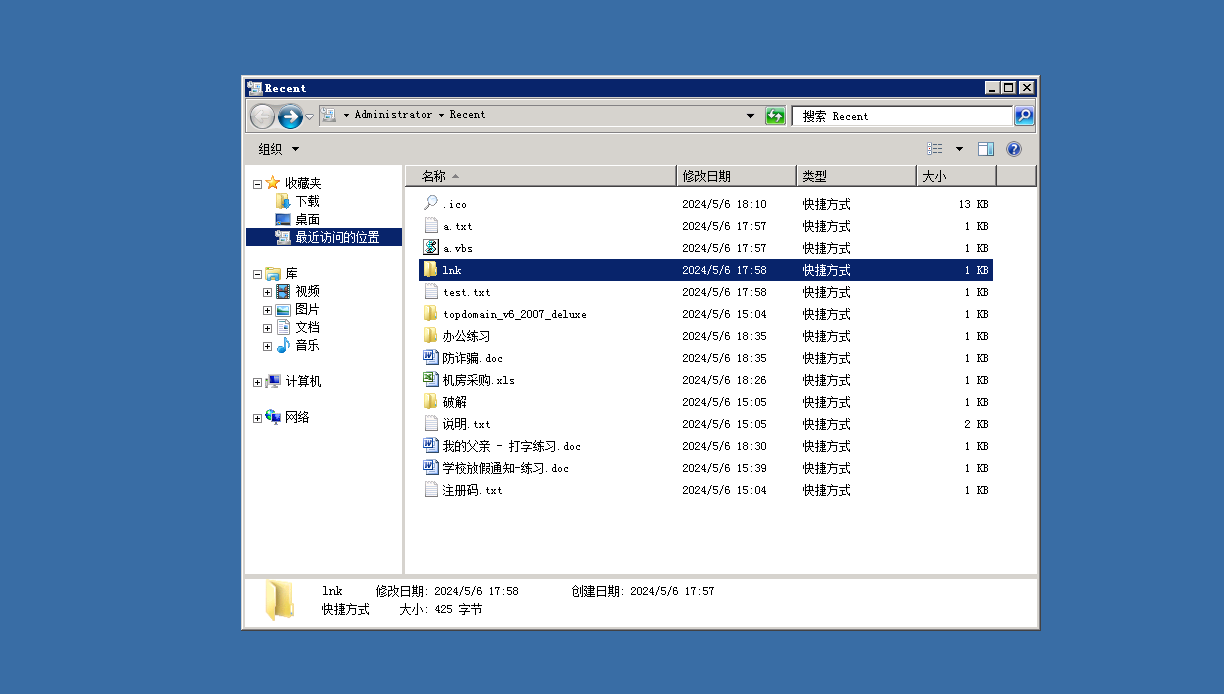 Recent
Administrator Recent
搜索 Recent
组织
收藏夹
下载
桌面
最近访问的位置
库
视频
图片
文档
音乐
计算机
网络
名称 修改日期 类型 大小
.ico 2024/5/6 18:10 快捷方式 13 KB
a.txt 2024/5/6 17:57 快捷方式 1 KB
a.vbs 2024/5/6 17:57 快捷方式 1 KB
lnk 2024/5/6 17:58 快捷方式 1 KB
test.txt 2024/5/6 17:58 快捷方式 1 KB
topdomain_v6_2007_deluxe 2024/5/6 15:04 快捷方式 1 KB
办公练习 2024/5/6 18:35 快捷方式 1 KB
防诈骗.doc 2024/5/6 18:35 快捷方式 1 KB
机房采购.xls 2024/5/6 18:26 快捷方式 1 KB
破解 2024/5/6 15:05 快捷方式 1 KB
说明.txt 2024/5/6 15:05 快捷方式 2 KB
我的父亲 - 打字练习.doc 2024/5/6 18:30 快捷方式 1 KB
学校放假通知-练习.doc 2024/5/6 15:39 快捷方式 1 KB
注册码.txt 2024/5/6 15:04 快捷方式 1 KB
lnk 修改日期: 2024/5/6 17:58 创建日期: 2024/5/6 17:57
快捷方式 大小: 425 字节